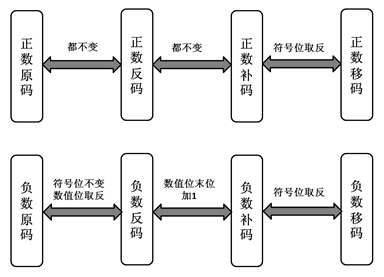 正数原码
都不变
正数反码
都不变
正数补码
符号位取反
正数移码
负数原码
符号位不变
数值位取反
负数反码
数值位末位
加1
负数补码
符号位取反
负数移码